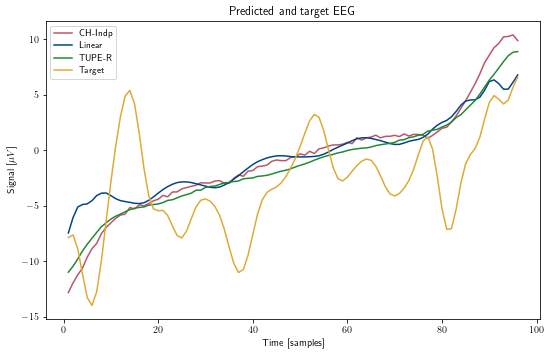 Predicted and target EEG
CH-Indp
Linear
TUPE-R
Target
Signal [μV]
10
5
0
−5
−10
−15
0
20
40
60
80
100
Time [samples]